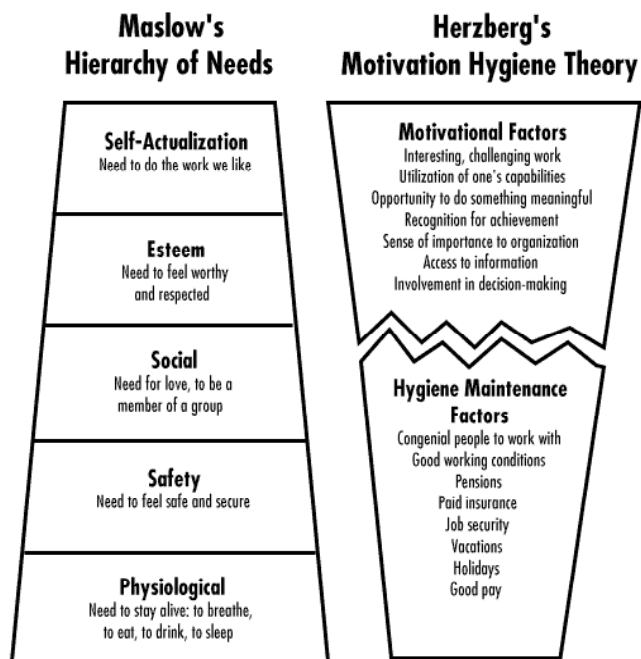 Maslow's
Hierarchy of Needs
Self-Actualization
Need to do the work we like
Esteem
Need to feel worthy
and respected
Social
Need for love, to be a
member of a group
Safety
Need to feel safe and secure
Physiological
Need to stay alive: to breathe,
to eat, to drink, to sleep
Herzberg's
Motivation Hygiene Theory
Motivational Factors
Interesting, challenging work
Utilization of one's capabilities
Opportunity to do something meaningful
Recognition for achievement
Sense of importance to organization
Access to information
Involvement in decision-making
Hygiene Maintenance
Factors
Congenial people to work with
Good working conditions
Pensions
Paid insurance
Job security
Vacations
Holidays
Good pay